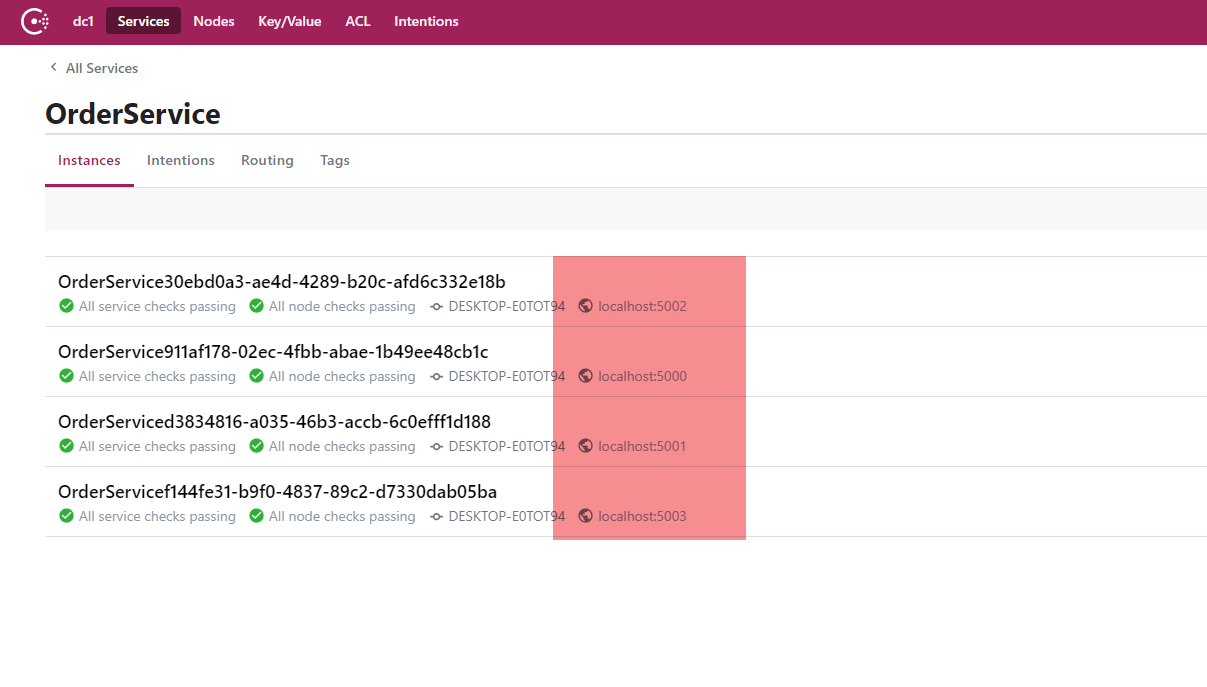 dc1 Services Nodes Key/Value ACL Intentions
All Services
OrderService
Instances Intentions Routing Tags
OrderService30ebd0a3-ae4d-4289-b20c-afd6c332e18b
All service checks passing All node checks passing DESKTOP-E0TOT94 localhost:5002
OrderService911af178-02ec-4fbb-abae-1b49ee48cb1c
All service checks passing All node checks passing DESKTOP-E0TOT94 localhost:5000
OrderServiced3834816-a035-46b3-accb-6c0efff1d188
All service checks passing All node checks passing DESKTOP-E0TOT94 localhost:5001
OrderServicef144fe31-b9f0-4837-89c2-d7330dab05ba
All service checks passing All node checks passing DESKTOP-E0TOT94 localhost:5003